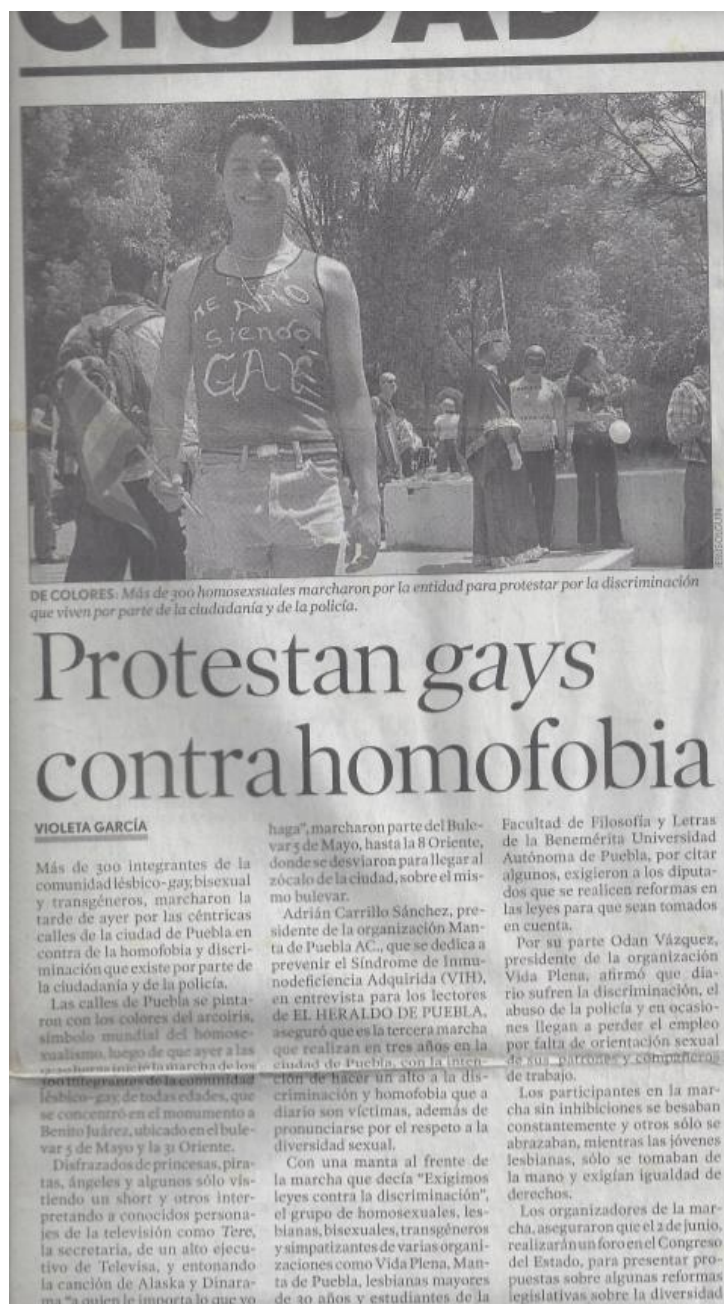 CIUDAD
ME AMO
siendo
GAY
DE COLORES: Más de 300 homosexsuales marcharon por la entidad para protestar por la discriminación
que viven por parte de la ciudadanía y de la policía.
Protestan gays
contra homofobia
VIOLETA GARCÍA
Más de 300 integrantes de la
comunidad lésbico-gay, bisexual
y transgéneros, marcharon la
tarde de ayer por las céntricas
calles de la ciudad de Puebla en
contra de la homofobia y discri-
minación que existe por parte de
la ciudadanía y de la policía.
Las calles de Puebla se pinta-
ron con los colores del arcoiris,
símbolo mundial del homose-
xualismo, luego de que ayer a las
horas inició la marcha de los
300 integrantes de la comunidad
lésbico-gay, de todas edades, que
se concentró en el monumento a
Benito Juárez, ubicado en el bule-
var 5 de Mayo y la 31 Oriente.
Disfrazados de princesas, pira-
tas, ángeles y algunos sólo vis-
tiendo un short y otros inter-
pretando a conocidos persona-
jes de la televisión como Tere,
la secretaria, de un alto ejecu-
tivo de Televisa, y entonando
la canción de Alaska y Dinara-
ma "a quien le importa lo que yo
haga", marcharon parte del Bule-
var 5 de Mayo, hasta la 8 Oriente,
donde se desviaron para llegar al
zócalo de la ciudad, sobre el mis-
mo bulevar.
Adrián Carrillo Sánchez, pre-
sidente de la organización Man-
ta de Puebla AC., que se dedica a
prevenir el Síndrome de Inmu-
nodeficiencia Adquirida (VIH),
en entrevista para los lectores
de EL HERALDO DE PUEBLA,
aseguró que es la tercera marcha
que realizan en tres años en la
ciudad de Puebla, con la inten-
ción de hacer un alto a la dis-
criminación y homofobia que a
diario son víctimas, además de
pronunciarse por el respeto a la
diversidad sexual.
Con una manta al frente de
la marcha que decía "Exigimos
leyes contra la discriminación",
el grupo de homosexuales, les-
bianas, bisexuales, transgéneros
y simpatizantes de varias organi-
zaciones como Vida Plena, Man-
ta de Puebla, lesbianas mayores
de 30 años y estudiantes de la
Facultad de Filosofía y Letras
de la Benemérita Universidad
Autónoma de Puebla, por citar
algunos, exigieron a los diputa-
dos que se realicen reformas en
las leyes para que sean tomados
en cuenta.
Por su parte Odan Vázquez,
presidente de la organización
Vida Plena, afirmó que dia-
rio sufren la discriminación, el
abuso de la policía y en ocasio-
nes llegan a perder el empleo
por falta de orientación sexual
de sus patrones y compañeros
de trabajo.
Los participantes en la mar-
cha sin inhibiciones se besaban
constantemente y otros sólo se
abrazaban, mientras las jóvenes
lesbianas, sólo se tomaban de
la mano y exigían igualdad de
derechos.
Los organizadores de la mar-
cha, aseguraron que el 2 de junio,
realizarán un foro en el Congreso
del Estado, para presentar pro-
puestas sobre algunas reformas
legislativas sobre la diversidad